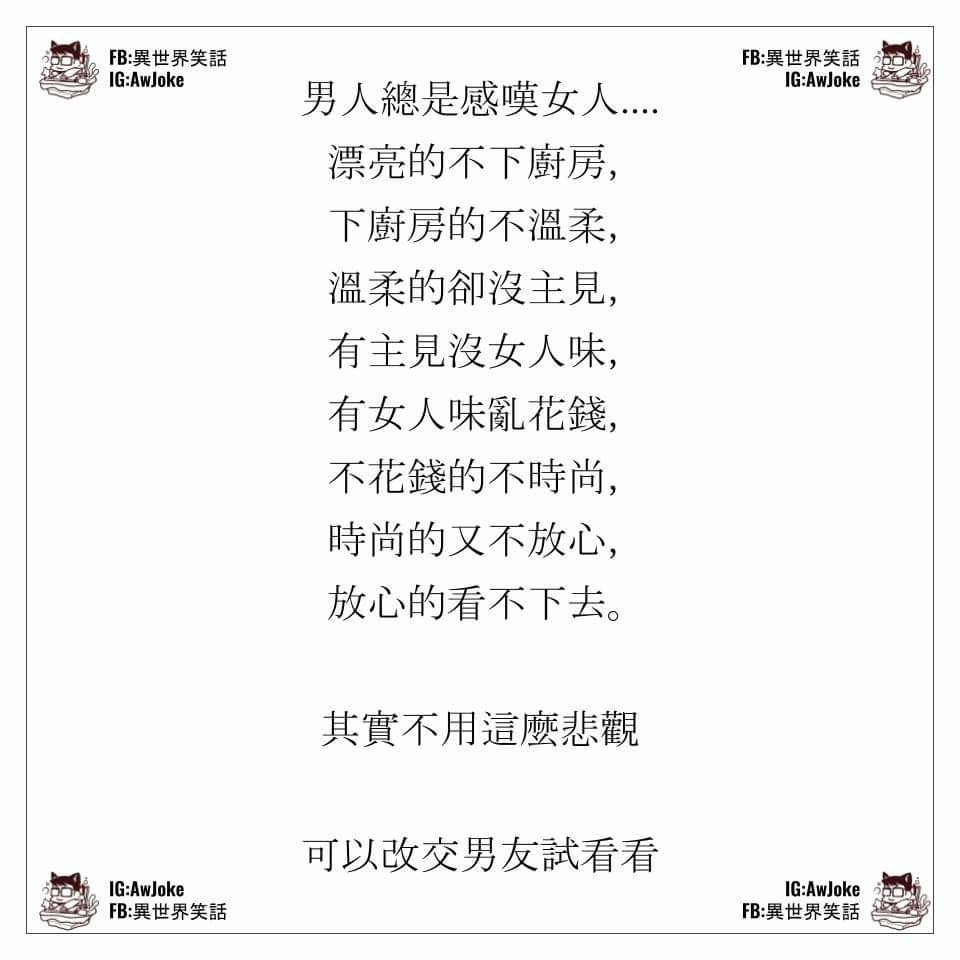 FB:異世界笑話
IG:AwJoke
FB:異世界笑話
IG:AwJoke
男人總是感嘆女人....
漂亮的不下廚房,
下廚房的不溫柔,
溫柔的卻沒主見,
有主見沒女人味,
有女人味亂花錢,
不花錢的不時尚,
時尚的又不放心,
放心的看不下去。
其實不用這麼悲觀
可以改交男友試看看
IG:AwJoke
FB:異世界笑話
IG:AwJoke
FB:異世界笑話